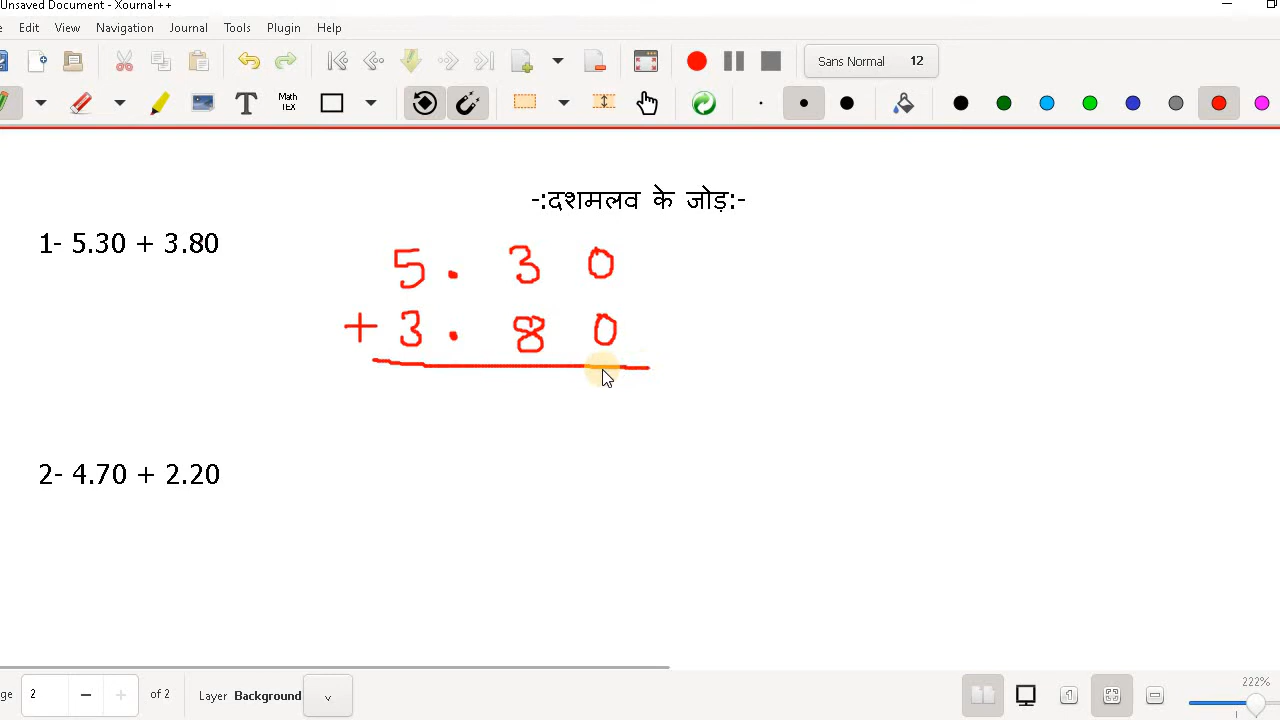 Unsaved Document - Xournal++
Edit View Navigation Journal Tools Plugin Help
Sans Normal 12
T Math TEX
-:दशमलव के जोड़:-
1- 5.30 + 3.80
5. 3 0
+ 3. 8 0
2- 4.70 + 2.20
222%
ge 2 of 2 Layer Background